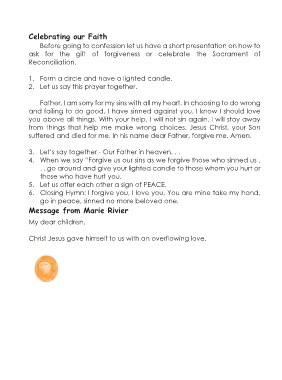 Celebrating our Faith
Before going to confession let us have a short presentation on how to
ask for the gift of forgiveness or celebrate the Sacrament of
Reconciliation.
1. Form a circle and have a lighted candle.
2. Let us say this prayer together.
Father, I am sorry for my sins with all my heart. In choosing to do wrong
and failing to do good, I have sinned against you, I know I should love
you above all things. With your help, I will not sin again, I will stay away
from things that help me make wrong choices. Jesus Christ, your Son
suffered and died for me. In his name dear Father, forgive me. Amen.
3. Let's say together - Our Father in heaven. . .
4. When we say "Forgive us our sins as we forgive those who sinned us .
. . go around and give your lighted candle to those whom you hurt or
those who have hurt you.
5. Let us offer each other a sign of PEACE.
6. Closing Hymn: I forgive you, I love you, You are mine take my hand,
go in peace, sinned no more beloved one.
Message from Marie Rivier
My dear children,
Christ Jesus gave himself to us with an overflowing love.